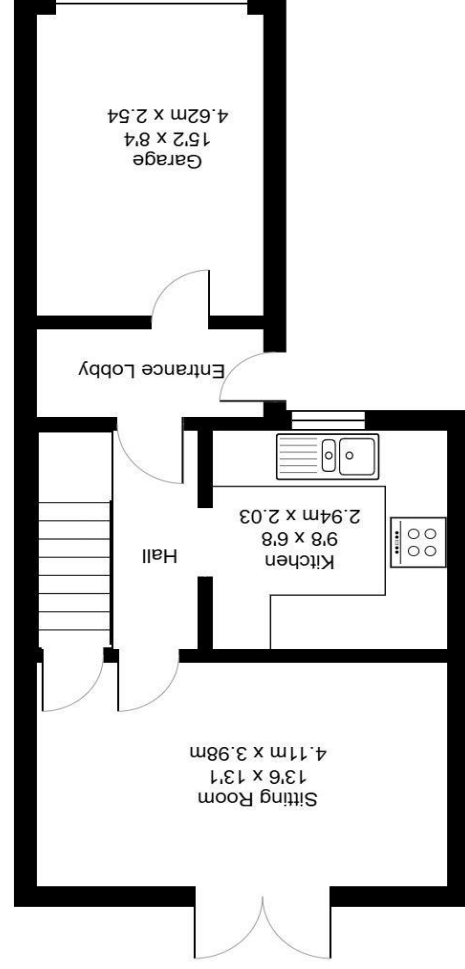 Sitting Room
13'6 x 13'1
4.11m x 3.98m
Kitchen
9'8 x 6'8
2.94m x 2.03
Hall
Entrance Lobby
Garage
15'2 x 8'4
4.62m x 2.54